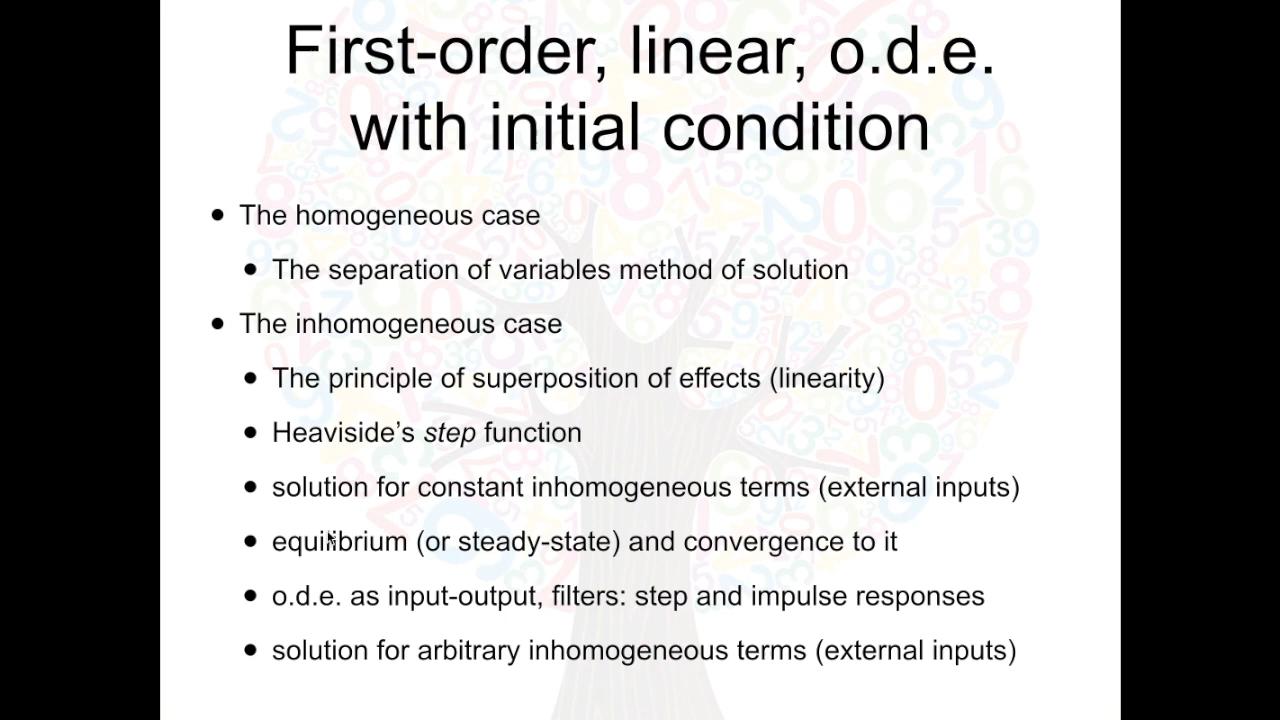 First-order, linear, o.d.e.
with initial condition
• The homogeneous case
• The separation of variables method of solution
• The inhomogeneous case
• The principle of superposition of effects (linearity)
• Heaviside’s step function
• solution for constant inhomogeneous terms (external inputs)
• equilibrium (or steady-state) and convergence to it
• o.d.e. as input-output, filters: step and impulse responses
• solution for arbitrary inhomogeneous terms (external inputs)